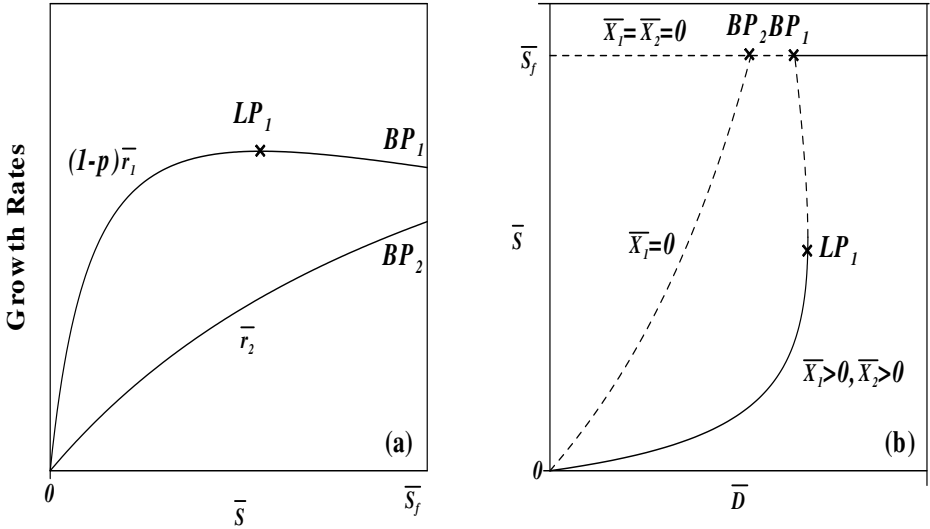 Growth Rates
(1-p)r̅₁
LP₁
BP₁
BP₂
r̅₂
(a)
0
S̅
S̅f
X̅₁=X̅₂=0
BP₂BP₁
S̅f
S̅
X̅₁=0
LP₁
X̅₁>0,X̅₂>0
(b)
0
D̅